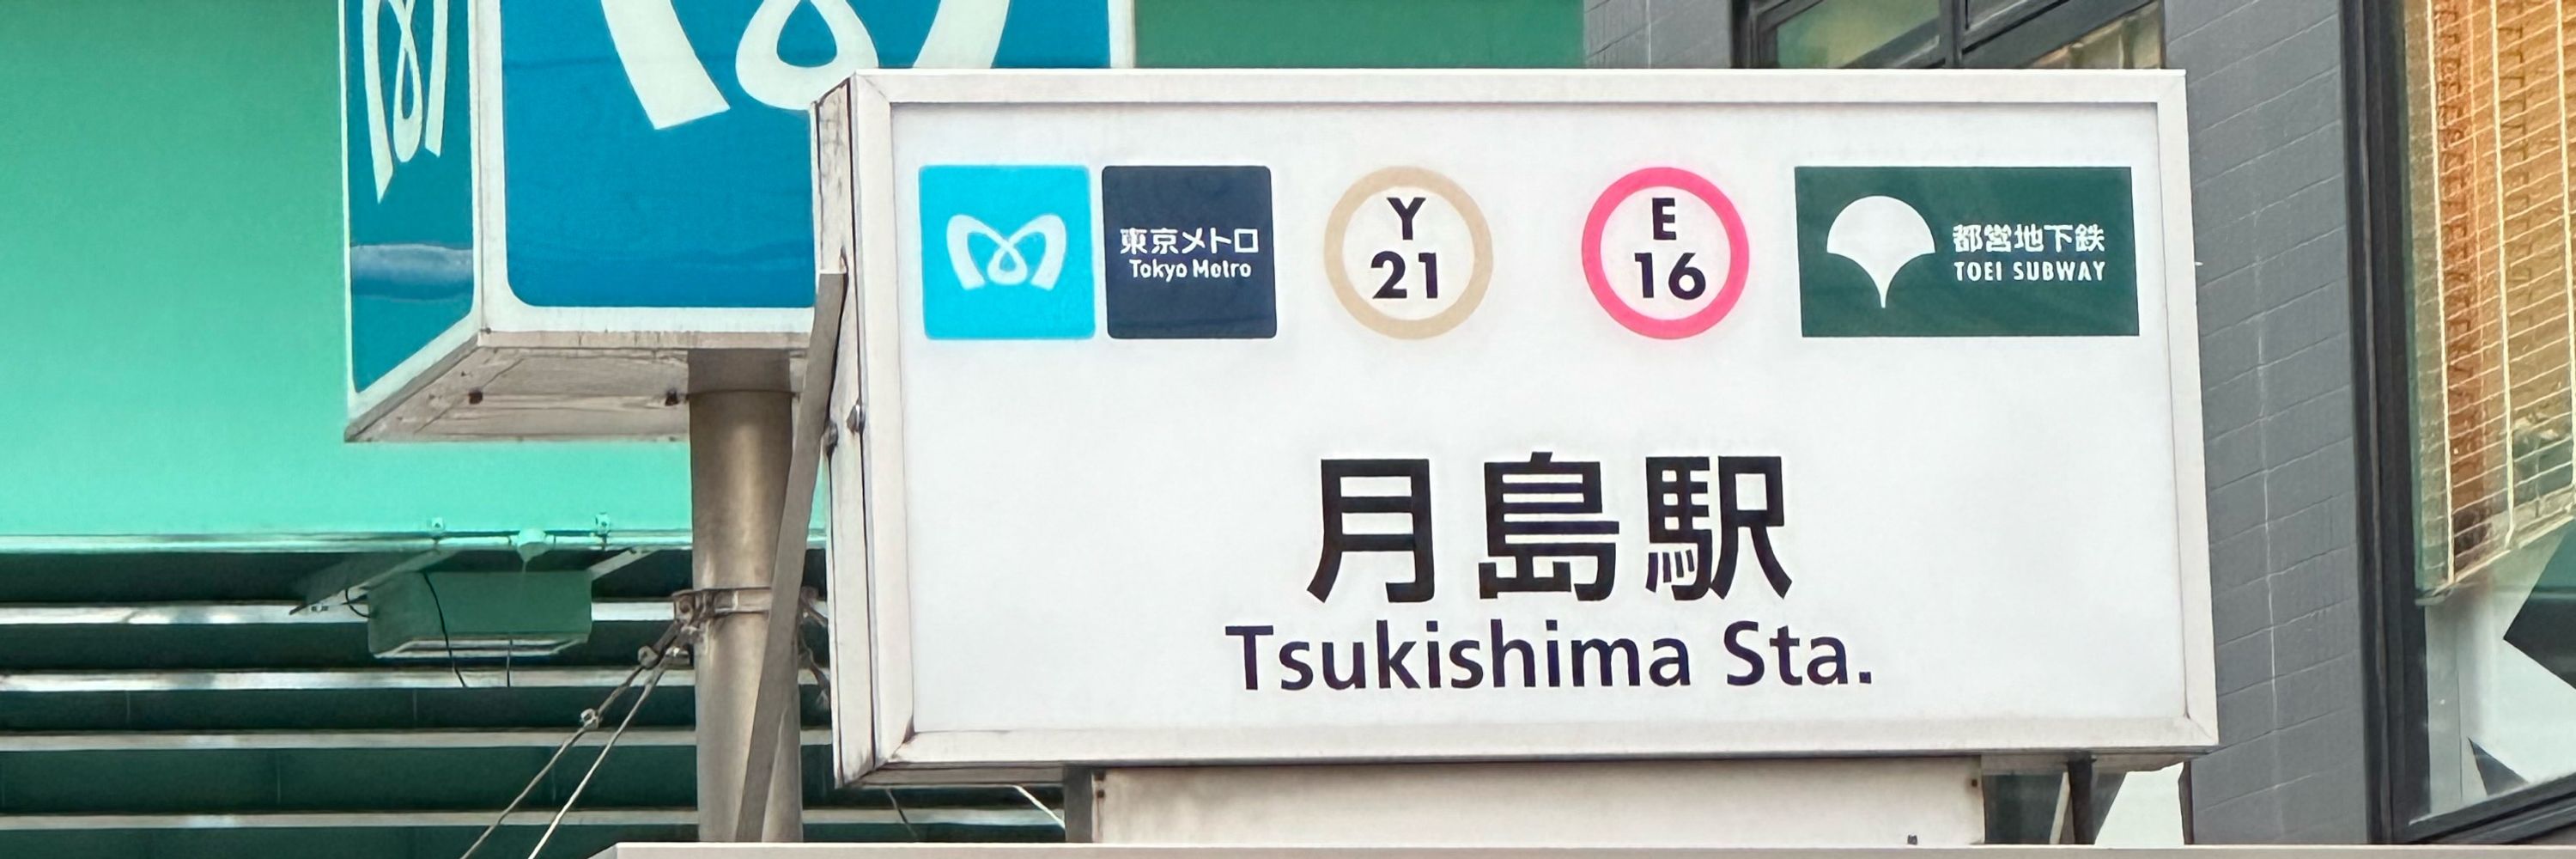 東京メトロ
Tokyo Metro
Y
21
E
16
都営地下鉄
TOEI SUBWAY
月島駅
Tsukishima Sta.